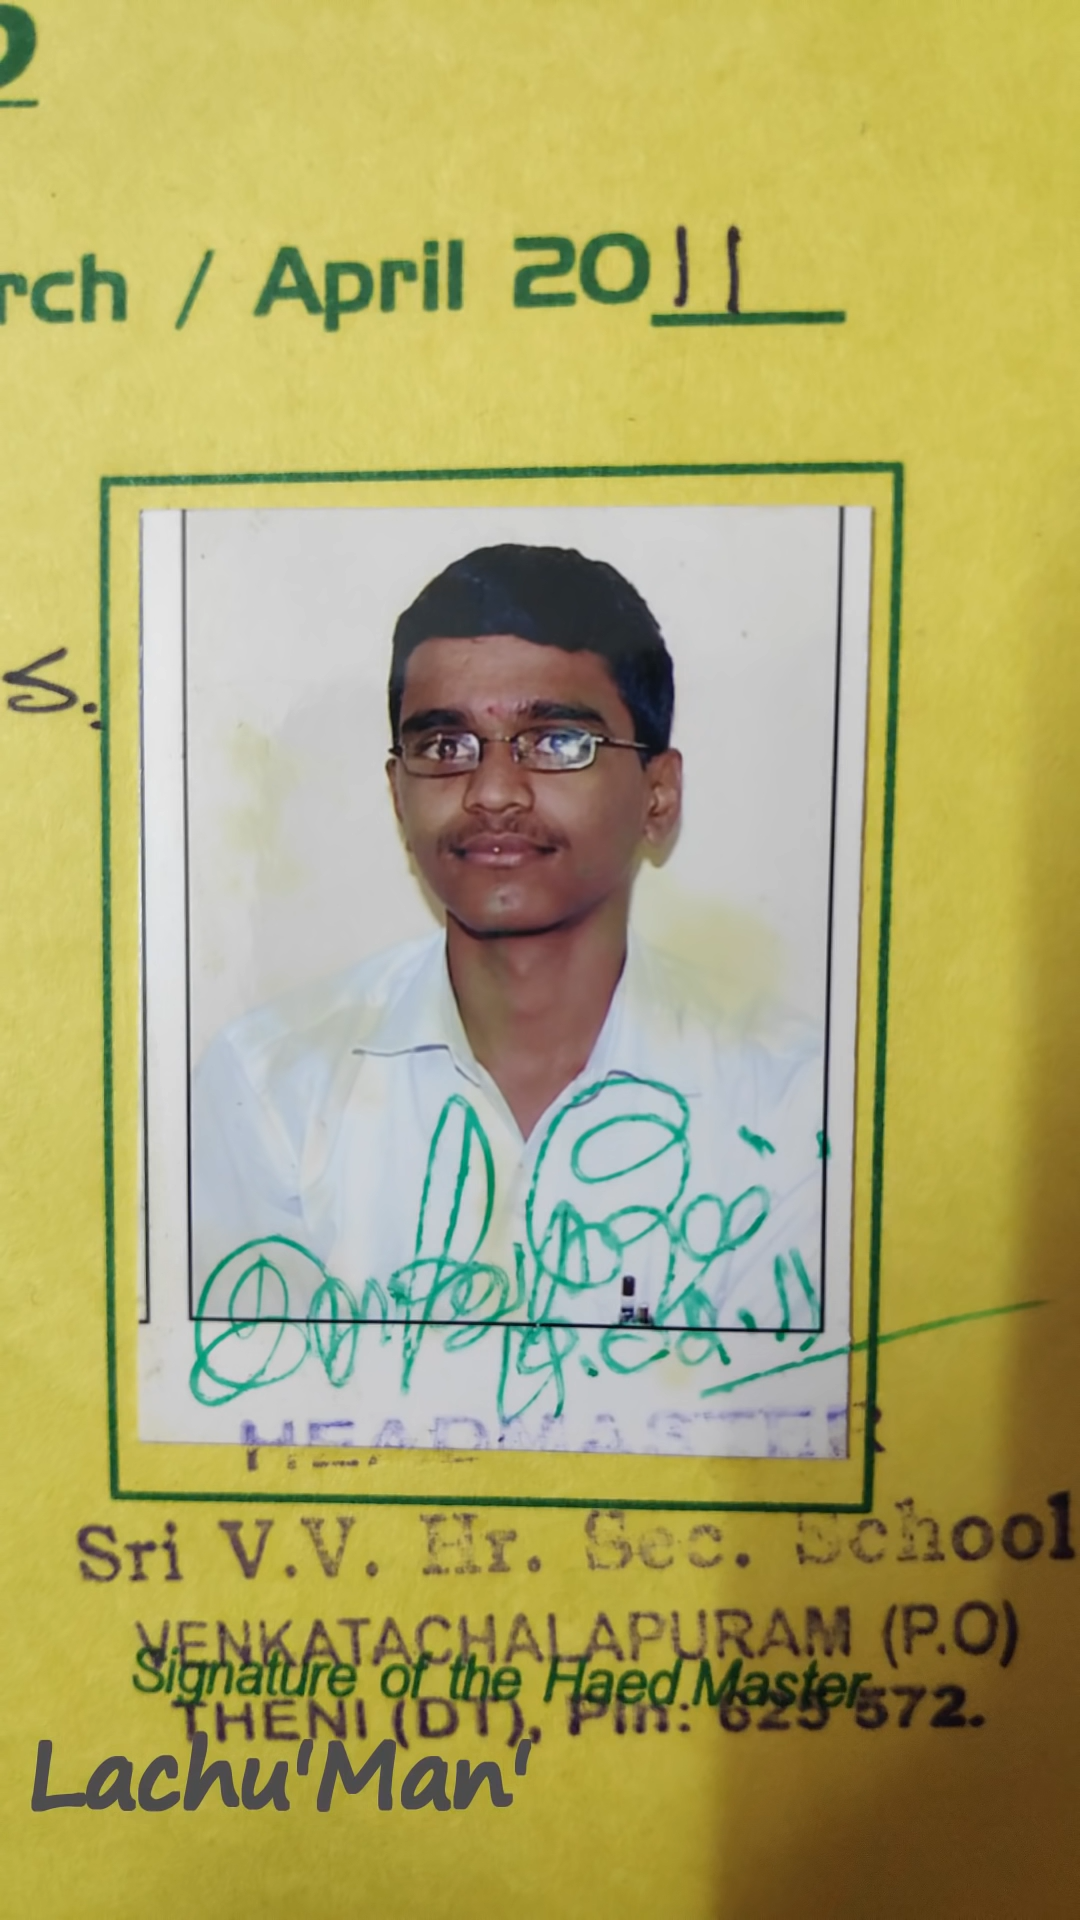 rch / April 2011
S.
HEADMASTER
Sri V.V. Hr. Sec. School
VENKATACHALAPURAM (P.O)
Signature of the Haed Master
THENI (DT), Pin: 625 572.
Lachu'Man'